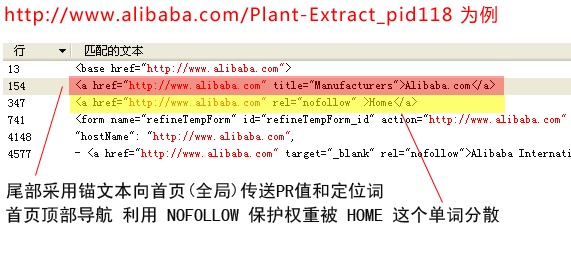 http://www.alibaba.com/Plant-Extract_pid118 为例
行 匹配的文本
13 <base href="http://www.alibaba.com">
154 <a href="http://www.alibaba.com" title="Manufacturers">Alibaba.com</a>
347 <a href="http://www.alibaba.com" rel="nofollow" >Home</a>
741 <form name="refineTempForm" id="refineTempForm_id" action="http://www.alibaba.com"
4148 "hostName": "http://www.alibaba.com",
4577 - <a href="http://www.alibaba.com" target="_blank" rel="nofollow">Alibaba Internati
尾部采用锚文本向首页(全局)传送PR值和定位词
首页顶部导航 利用 NOFOLLOW 保护权重被 HOME 这个单词分散